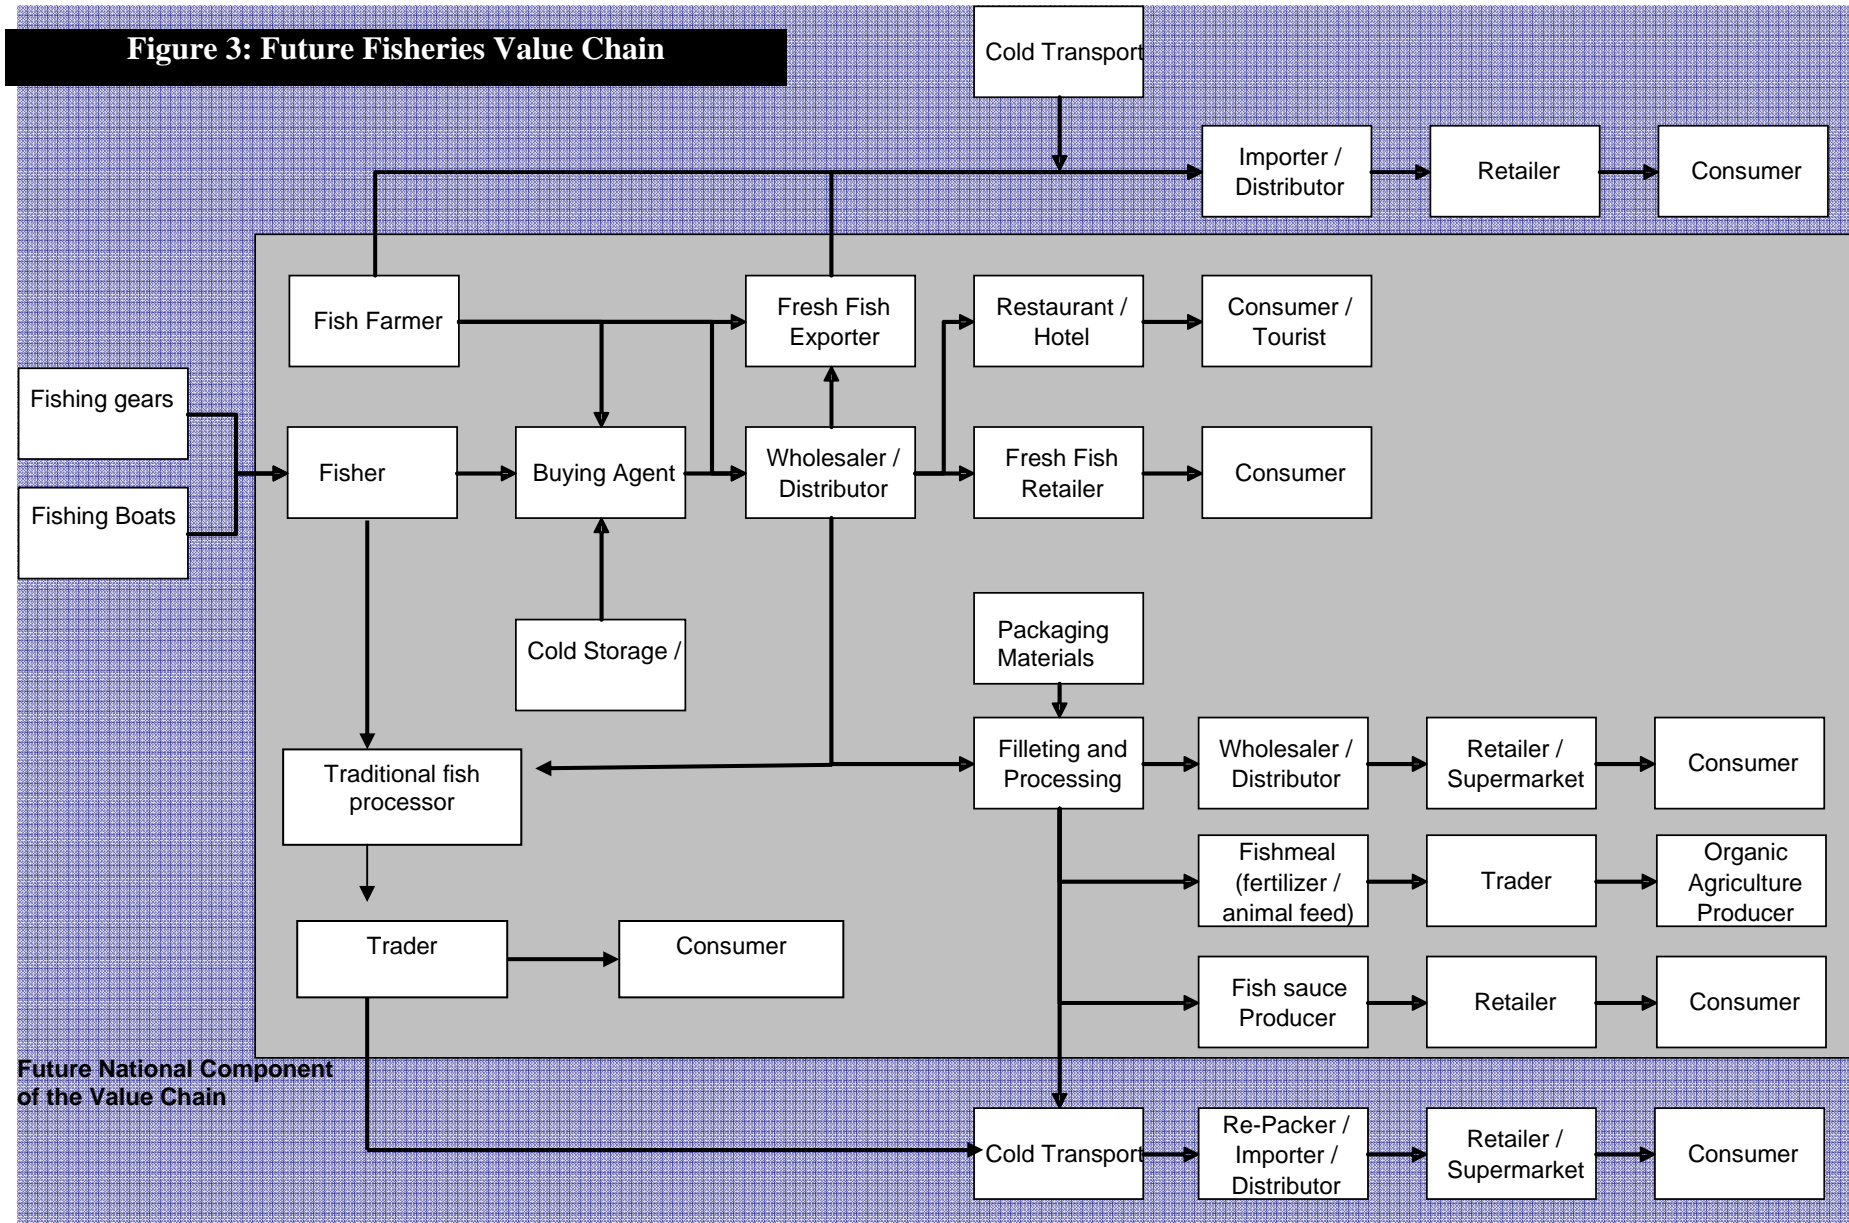 Figure 3: Future Fisheries Value Chain
Cold Transport
Importer /
Distributor
Retailer
Consumer
Fish Farmer
Fresh Fish
Exporter
Restaurant /
Hotel
Consumer /
Tourist
Fishing gears
Fishing Boats
Fisher
Buying Agent
Wholesaler /
Distributor
Fresh Fish
Retailer
Consumer
Cold Storage /
Packaging
Materials
Traditional fish
processor
Filleting and
Processing
Wholesaler /
Distributor
Retailer /
Supermarket
Consumer
Fishmeal
(fertilizer /
animal feed)
Trader
Organic
Agriculture
Producer
Trader
Consumer
Fish sauce
Producer
Retailer
Consumer
Future National Component
of the Value Chain
Cold Transport
Re-Packer /
Importer /
Distributor
Retailer /
Supermarket
Consumer